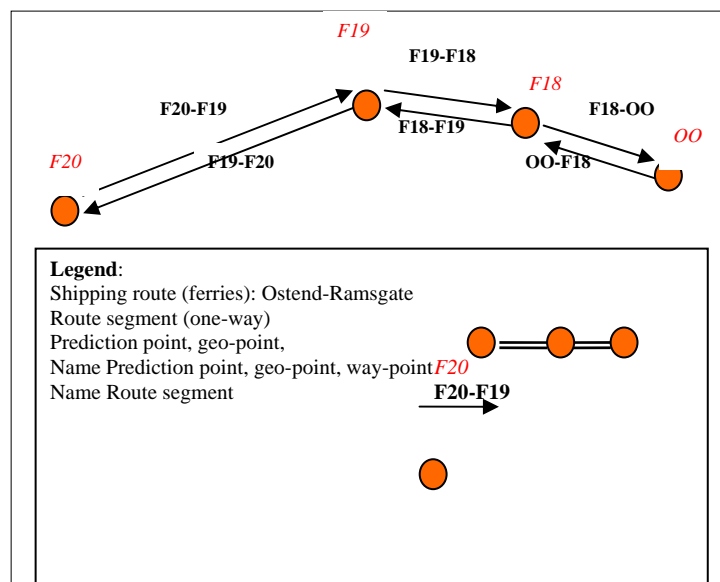 F19
F19-F18
F18
F20-F19
F18-OO
F18-F19
OO
F20
F19-F20
OO-F18
Legend:
Shipping route (ferries): Ostend-Ramsgate
Route segment (one-way)
Prediction point, geo-point,
Name Prediction point, geo-point, way-point F20
Name Route segment
F20-F19